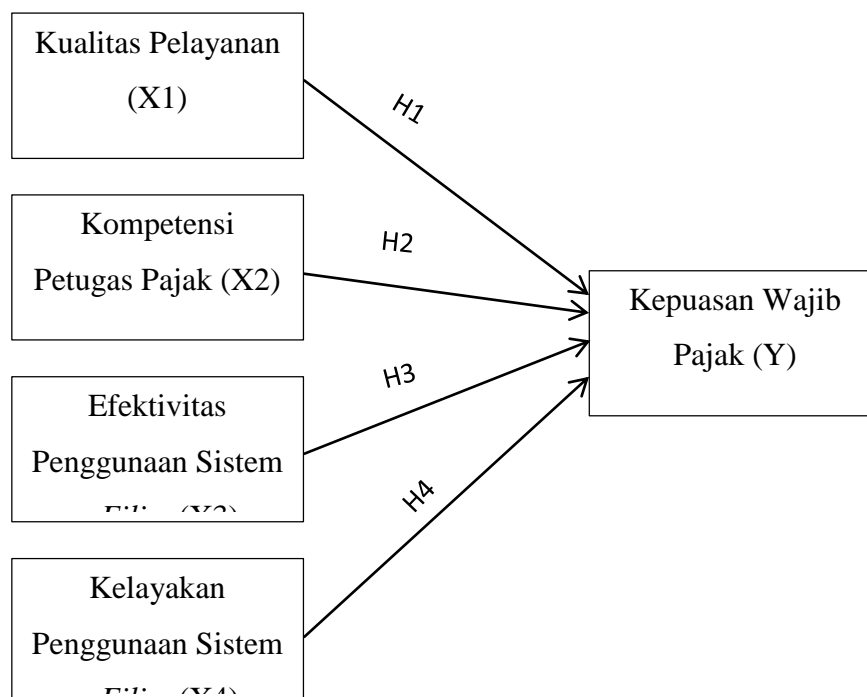 Kualitas Pelayanan
(X1)
H1
Kompetensi
Petugas Pajak (X2)
H2
Kepuasan Wajib
Pajak (Y)
Efektivitas
Penggunaan Sistem
H3
Kelayakan
Penggunaan Sistem
H4